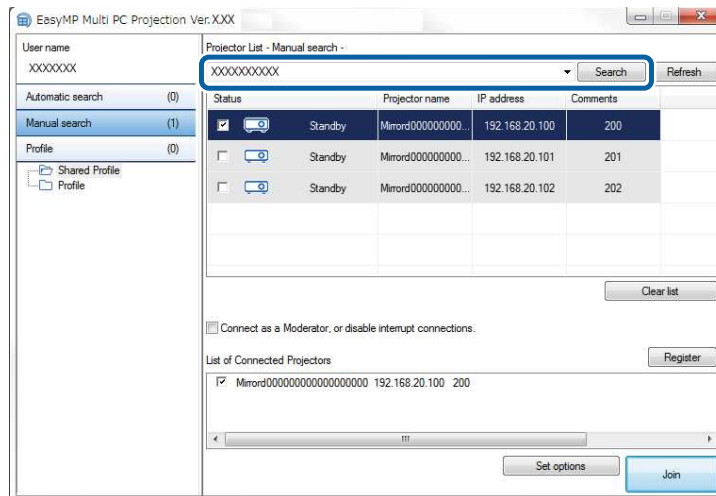 EasyMP Multi PC Projection Ver.X.XX
User name
XXXXXXX
Automatic search (0)
Manual search (1)
Profile (0)
Shared Profile
Profile
Projector List - Manual search -
XXXXXXXXXX Search Refresh
Status Projector name IP address Comments
Standby Mirrord000000000... 192.168.20.100 200
Standby Mirrord000000000... 192.168.20.101 201
Standby Mirrord000000000... 192.168.20.102 202
Clear list
Connect as a Moderator, or disable interrupt connections.
List of Connected Projectors Register
Mirrord000000000000000000 192.168.20.100 200
Set options Join